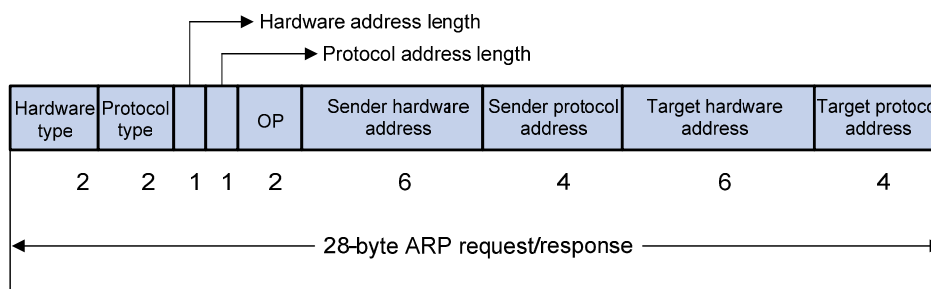 Hardware address length
Protocol address length
Hardware type
Protocol type
OP
Sender hardware address
Sender protocol address
Target hardware address
Target protoco address
2 2 1 1 2 6 4 6 4
28-byte ARP request/response